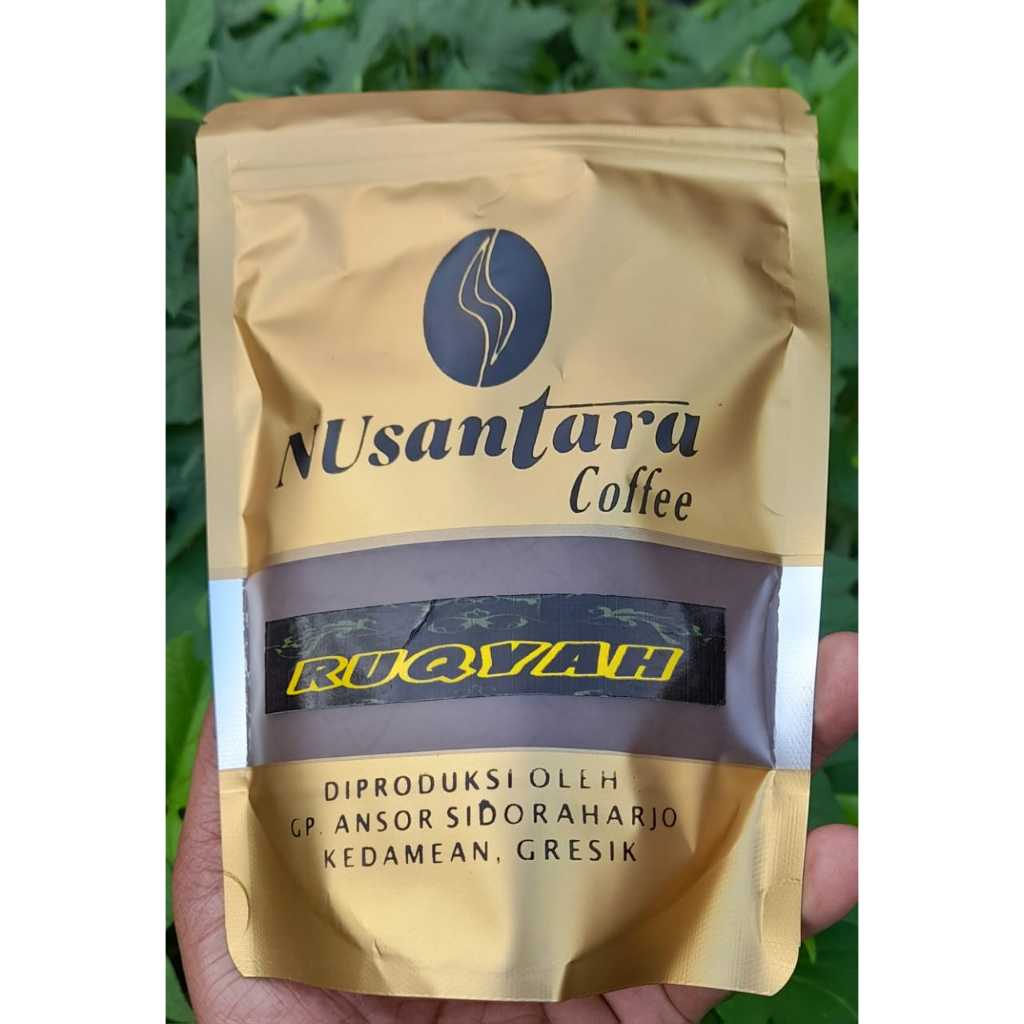 NUsantara
Coffee
RUQYAH
DIPRODUKSI OLEH :
GP. ANSOR SIDORAHARJO
KEDAMEAN, GRESIK